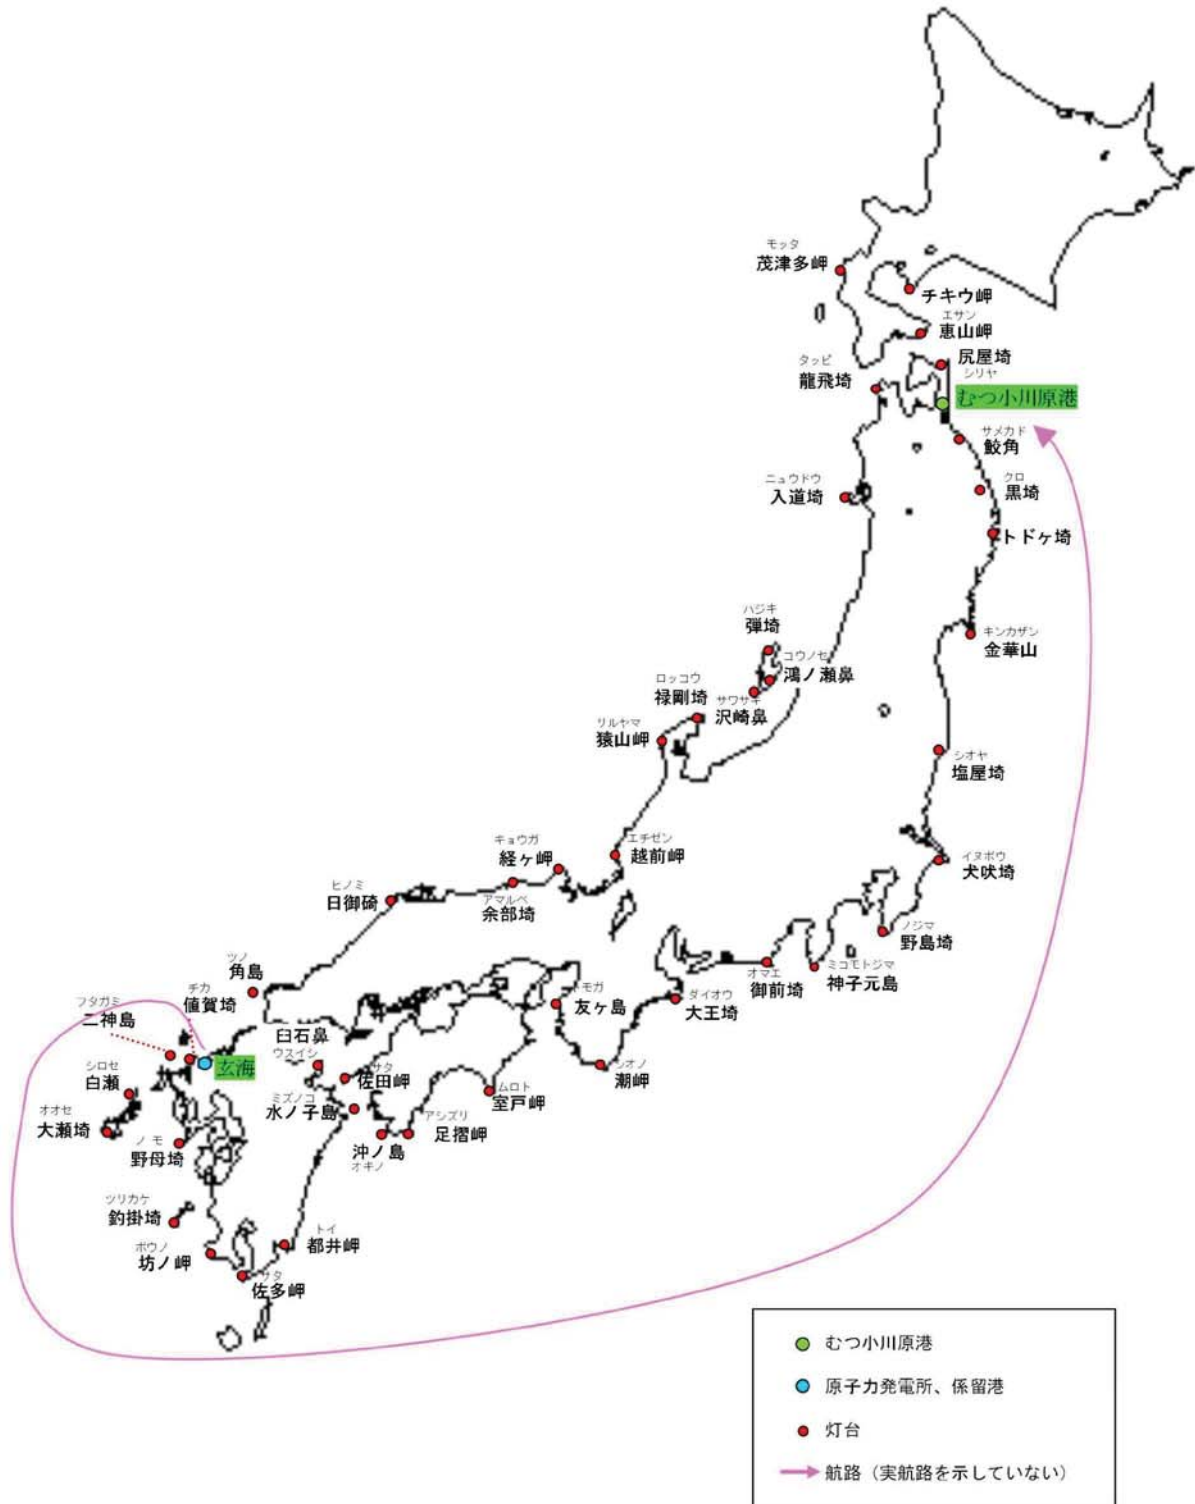 モッタ
茂津多岬
チキウ岬
エサン
恵山岬
尻屋埼
シリヤ
タッピ
龍飛埼
むつ小川原港
サメカド
鮫角
ニュウドウ
入道埼
クロ
黒埼
トドヶ埼
ハジキ
弾埼
キンカザン
金華山
コウノセ
鴻ノ瀬鼻
ロッコウ
禄剛埼
サワサキ
沢崎鼻
リルヤマ
猿山岬
シオヤ
塩屋埼
キョウガ
経ヶ岬
エチゼン
越前岬
イヌボウ
犬吠埼
ヒノミ
日御碕
アマルベ
余部埼
ノジマ
野島埼
ツノ
角島
オマエ
御前埼
ミコモトジマ
神子元島
フタガミ
二神島
チカ
値賀埼
トモガ
友ヶ島
ダイオウ
大王埼
臼石鼻
ウスイシ
玄海
シロセ
白瀬
サタ
佐田岬
シオノ
潮岬
オオセ
大瀬埼
ミズノコ
水ノ子島
ムロト
室戸岬
アシズリ
足摺岬
ノモ
野母埼
沖ノ島
オキノ
ツリカケ
釣掛埼
ボウノ
坊ノ岬
トイ
都井岬
サタ
佐多岬
むつ小川原港
原子力発電所、係留港
灯台
航路（実航路を示していない）